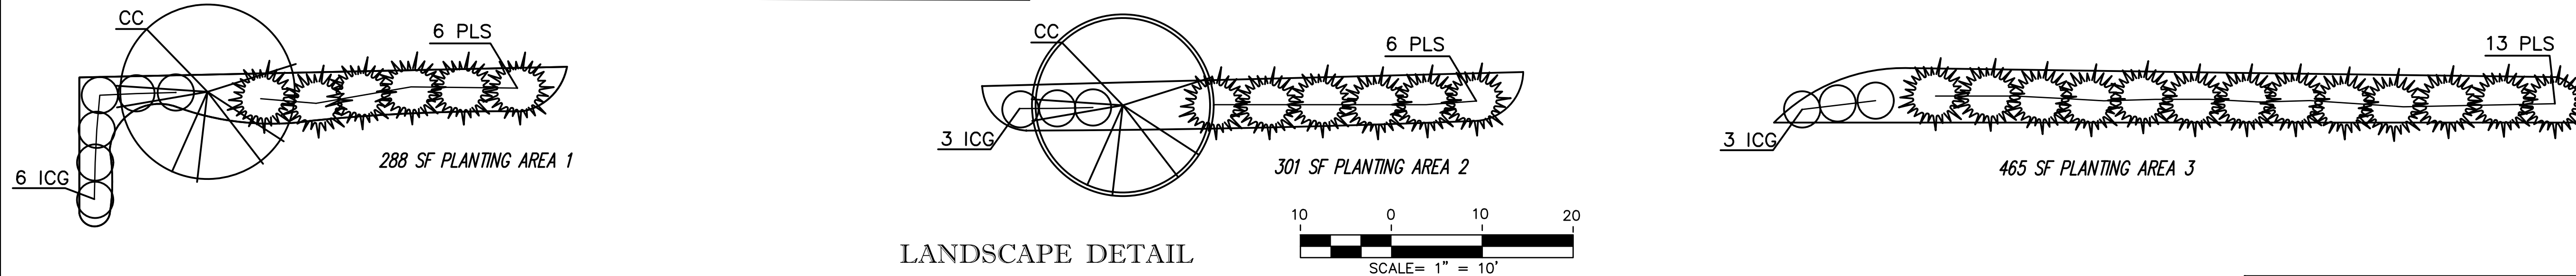 CC
6 PLS
6 ICG
288 SF PLANTING AREA 1
CC
6 PLS
3 ICG
301 SF PLANTING AREA 2
13 PLS
3 ICG
465 SF PLANTING AREA 3
LANDSCAPE DETAIL
10 0 10 20
SCALE= 1" = 10'